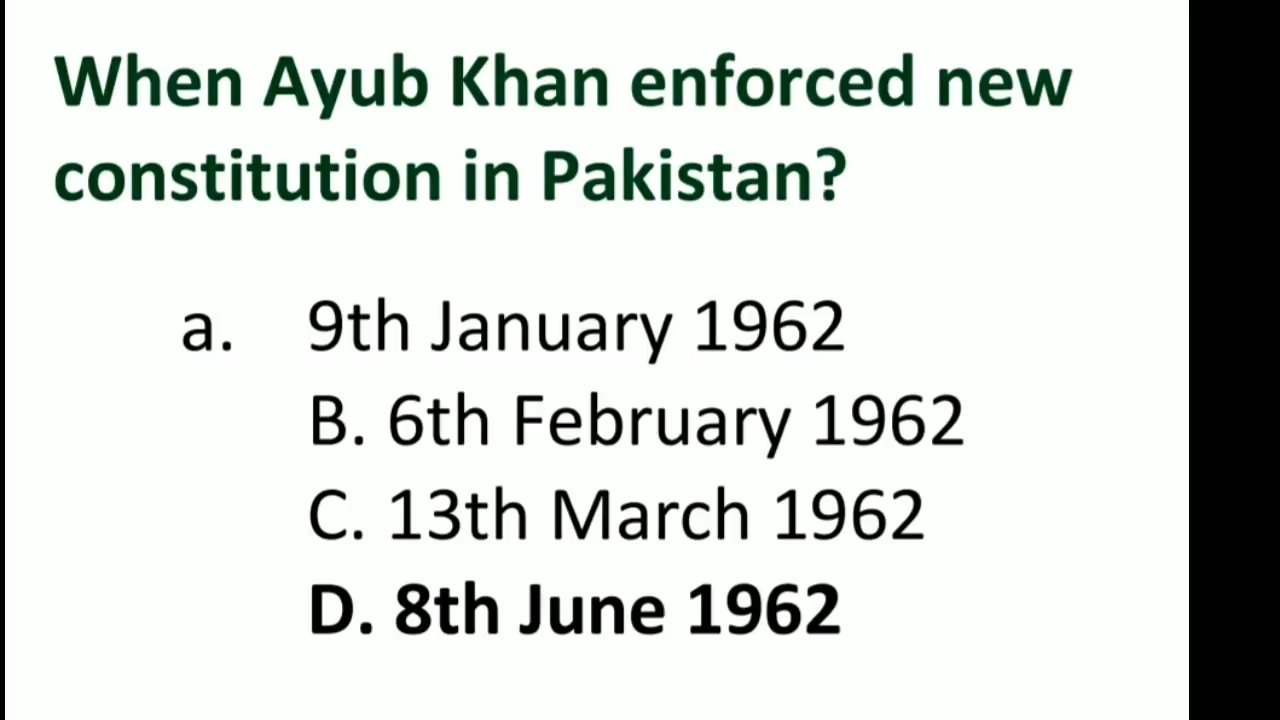 When Ayub Khan enforced new
constitution in Pakistan?
a. 9th January 1962
B. 6th February 1962
C. 13th March 1962
D. 8th June 1962